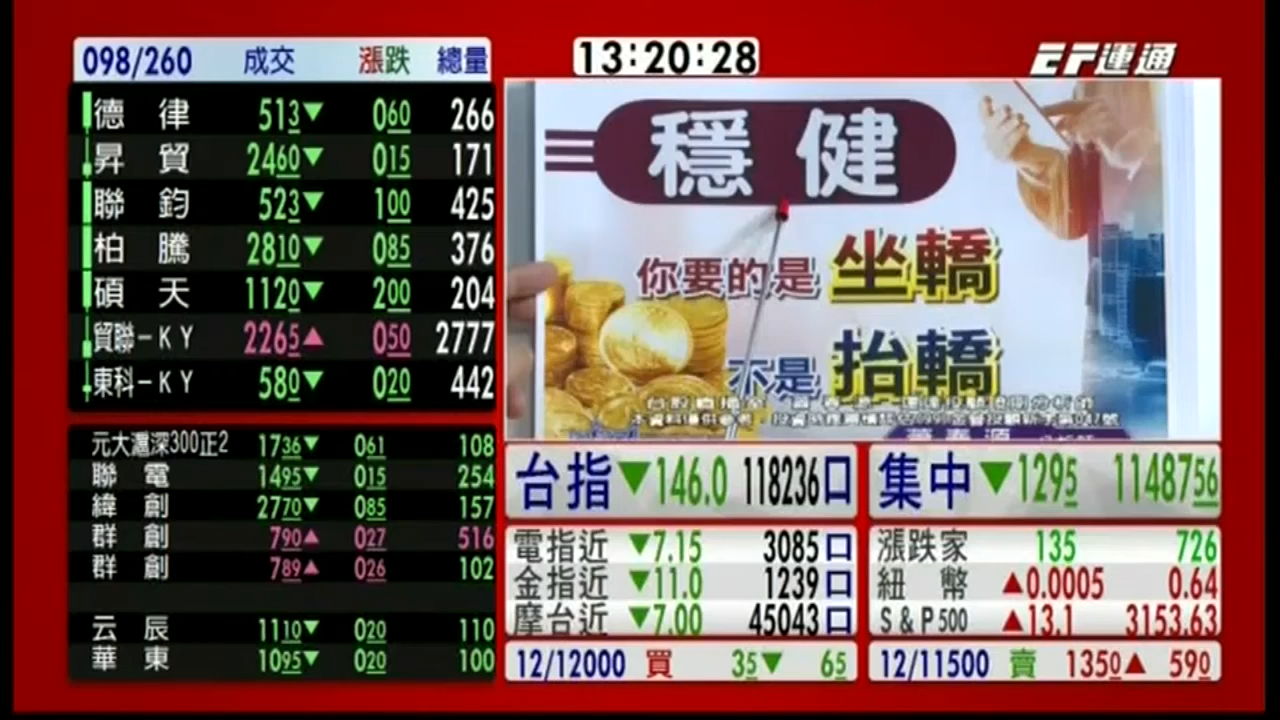 098/260 成交 漲跌 總量
13:20:28
運通
德律 513▼ 060 266
昇貿 2460▼ 015 171
聯鈞 523▼ 100 425
柏騰 2810▼ 085 376
碩天 1120▼ 200 204
貿聯-KY 2265▲ 050 2777
東科-KY 580▼ 020 442
元大滬深300正2 1736▼ 061 108
聯電 1495▼ 015 254
緯創 2770▼ 085 157
群創 790▲ 027 516
群創 789▲ 026 102
云辰 1110▼ 020 110
華東 1095▼ 020 100
穩健
你要的是坐轎
不是抬轎
台指▼146.0 118236口
電指近 ▼7.15 3085口
金指近 ▼11.0 1239口
摩台近 ▼7.00 45043口
12/12000 買 35▼ 65
集中▼1295 1148756
漲跌家 135 726
紐幣 ▲0.0005 0.64
S&P500 ▲13.1 3153.63
12/11500 賣 1350▲ 590